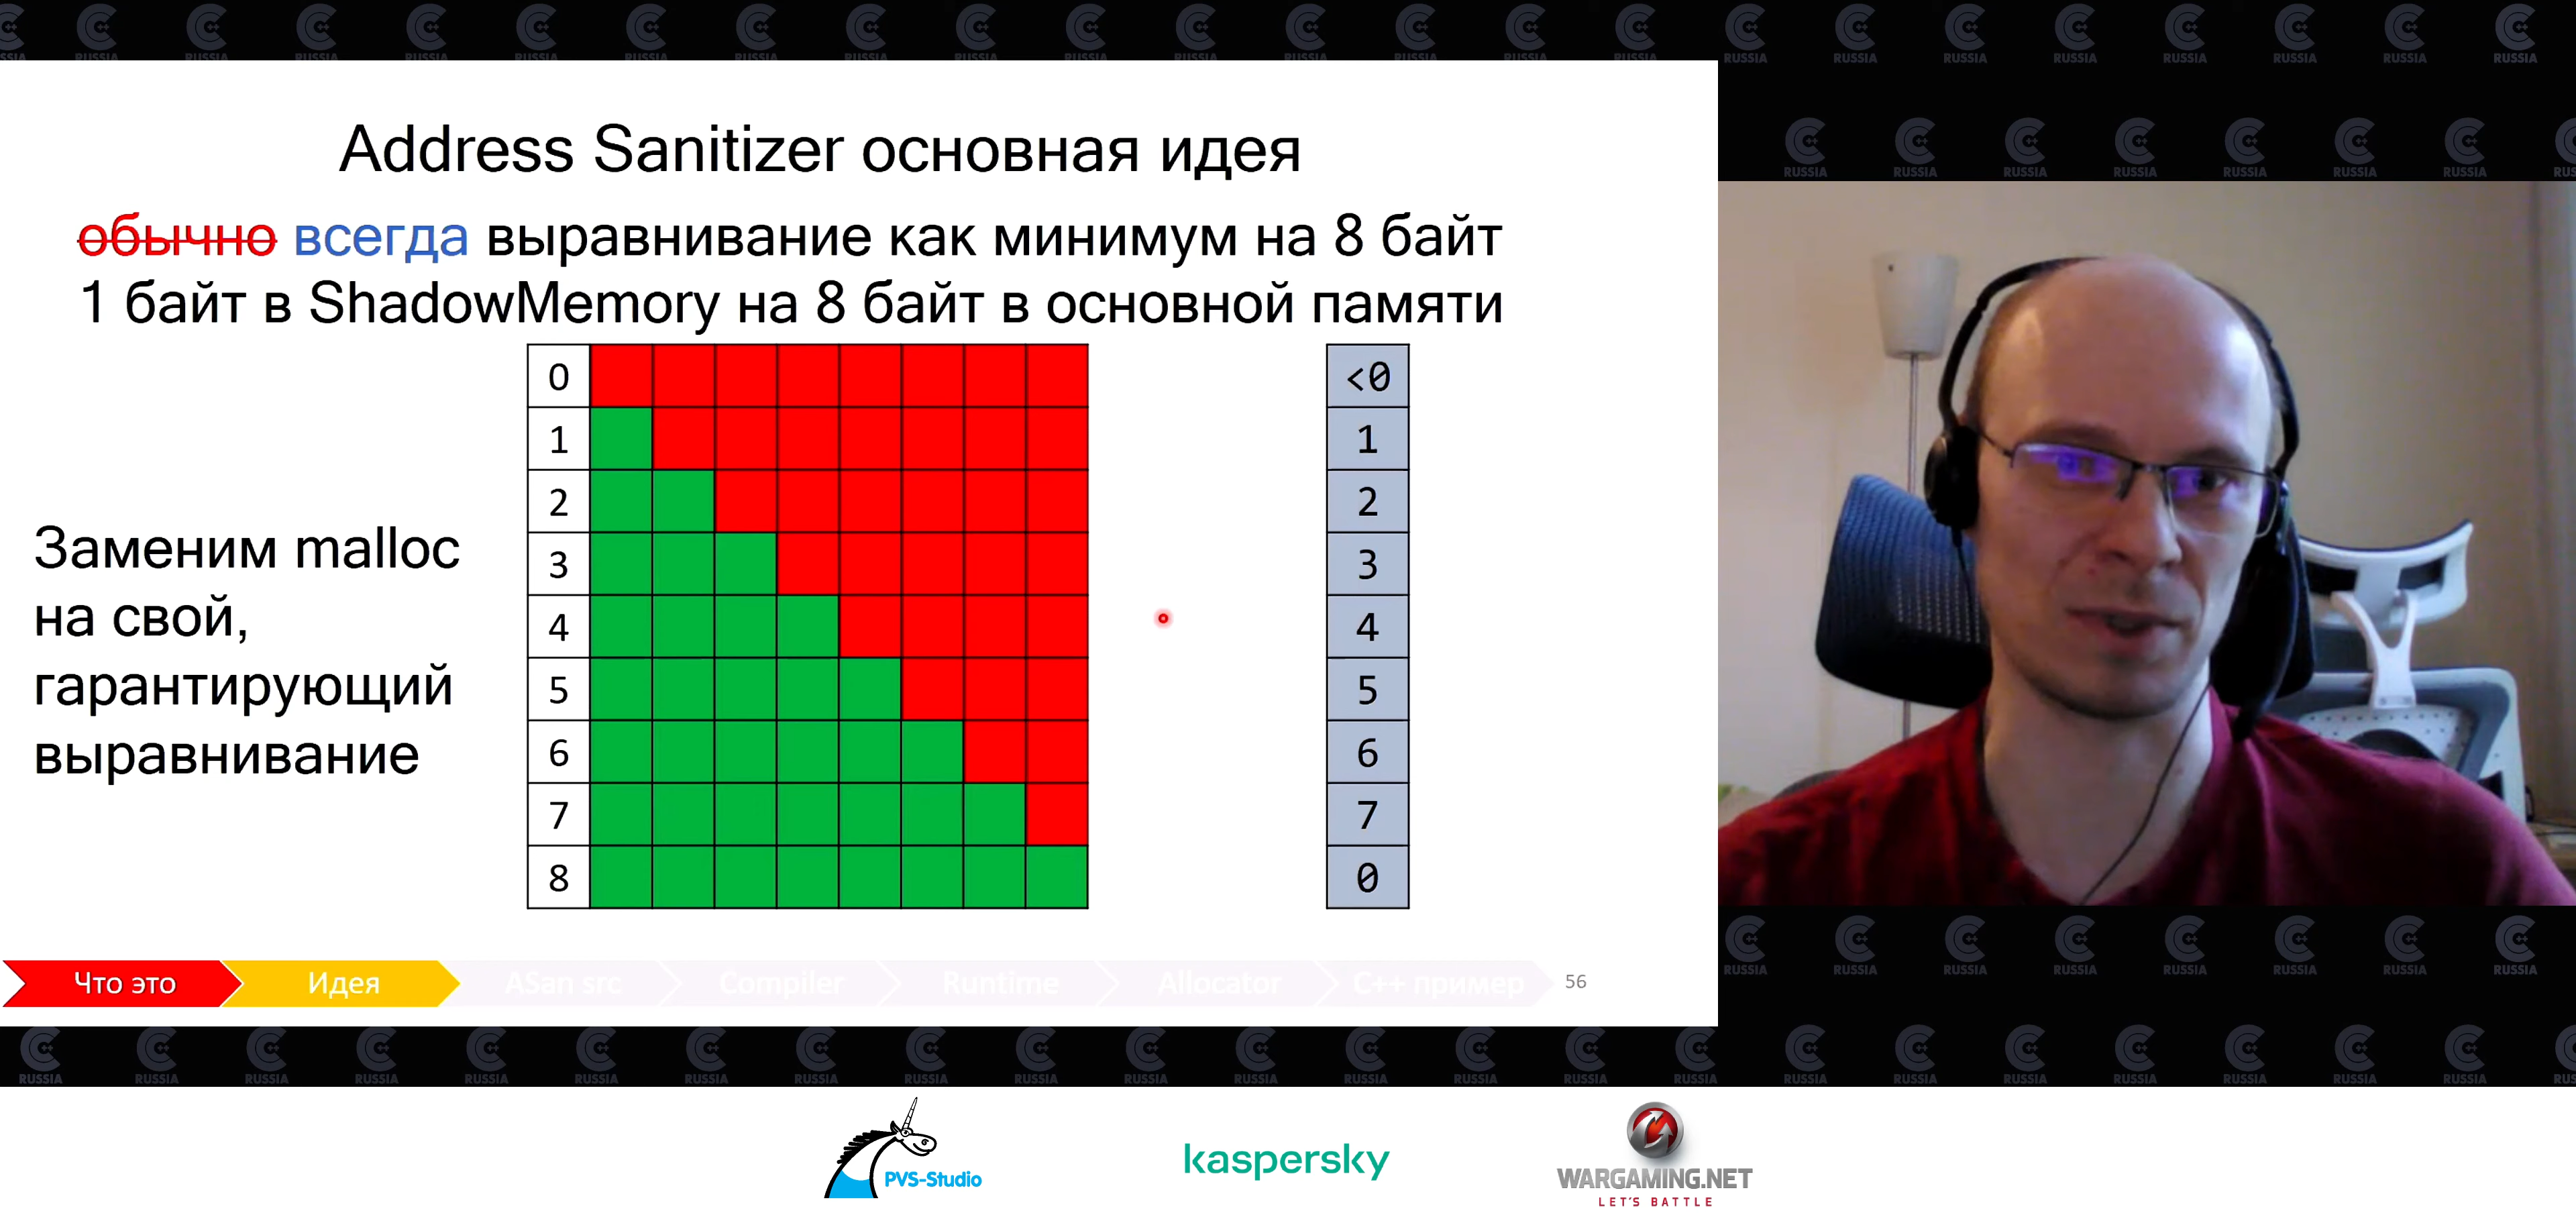 Address Sanitizer основная идея
обычно всегда выравнивание как минимум на 8 байт
1 байт в ShadowMemory на 8 байт в основной памяти
Заменим malloc
на свой,
гарантирующий
выравнивание
0
1
2
3
4
5
6
7
8
<0
1
2
3
4
5
6
7
0
Что это
Идея
ASan src
Compiler
Runtime
Allocator
C++ пример
56
PVS-Studio
kaspersky
WARGAMING.NET
LET'S BATTLE
RUSSIA